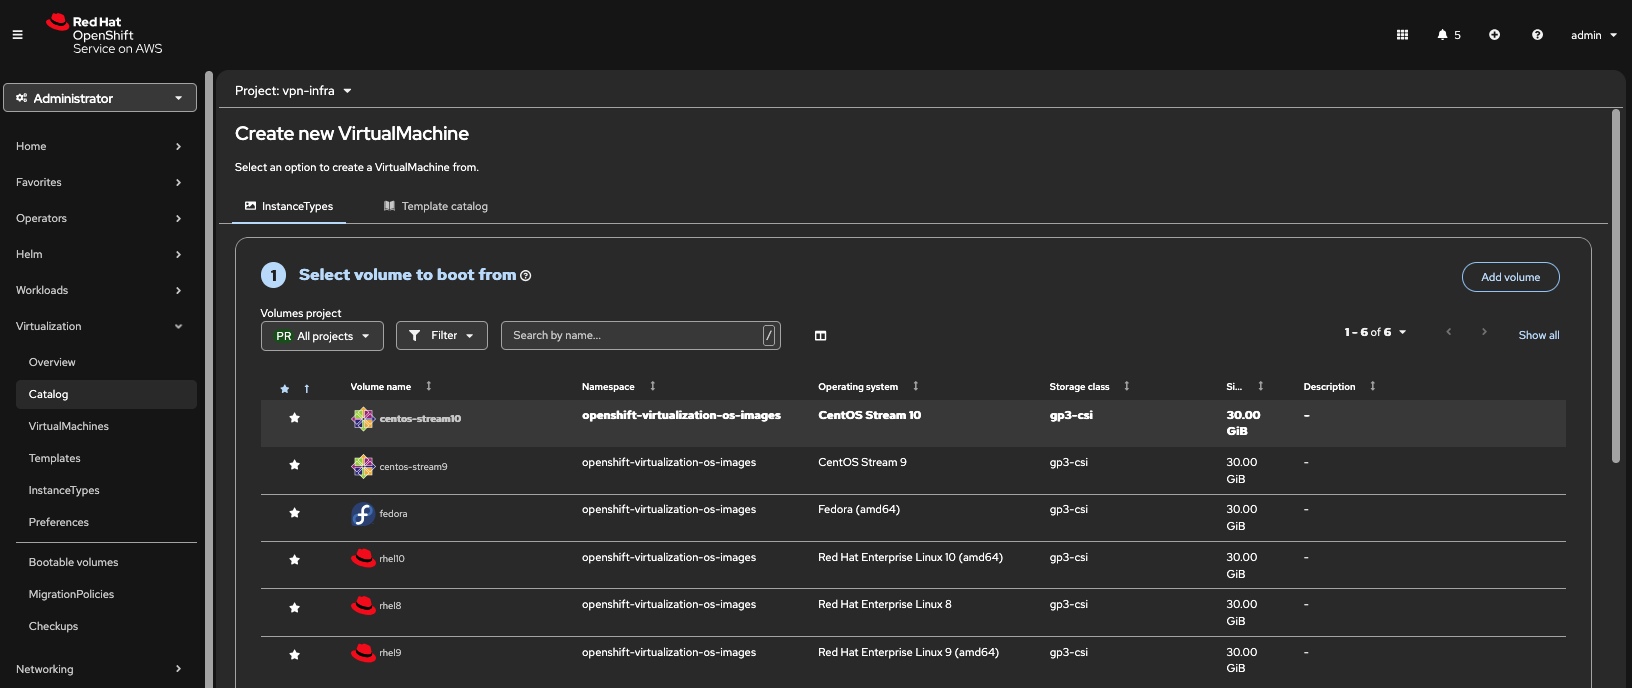 Red Hat
OpenShift
Service on AWS
5
admin
Administrator
Home
Favorites
Operators
Helm
Workloads
Virtualization
Overview
Catalog
VirtualMachines
Templates
InstanceTypes
Preferences
Bootable volumes
MigrationPolicies
Checkups
Networking
Project: vpn-infra
Create new VirtualMachine
Select an option to create a VirtualMachine from.
InstanceTypes Template catalog
1 Select volume to boot from
Add volume
Volumes project
PR All projects Filter Search by name... / 1 - 6 of 6 Show all
Volume name Namespace Operating system Storage class Si... Description
centos-stream10 openshift-virtualization-os-images CentOS Stream 10 gp3-csi 30.00 -
GiB
centos-stream9 openshift-virtualization-os-images CentOS Stream 9 gp3-csi 30.00 -
GiB
fedora openshift-virtualization-os-images Fedora (amd64) gp3-csi 30.00 -
GiB
rhel10 openshift-virtualization-os-images Red Hat Enterprise Linux 10 (amd64) gp3-csi 30.00 -
GiB
rhel8 openshift-virtualization-os-images Red Hat Enterprise Linux 8 gp3-csi 30.00 -
GiB
rhel9 openshift-virtualization-os-images Red Hat Enterprise Linux 9 (amd64) gp3-csi 30.00 -
GiB